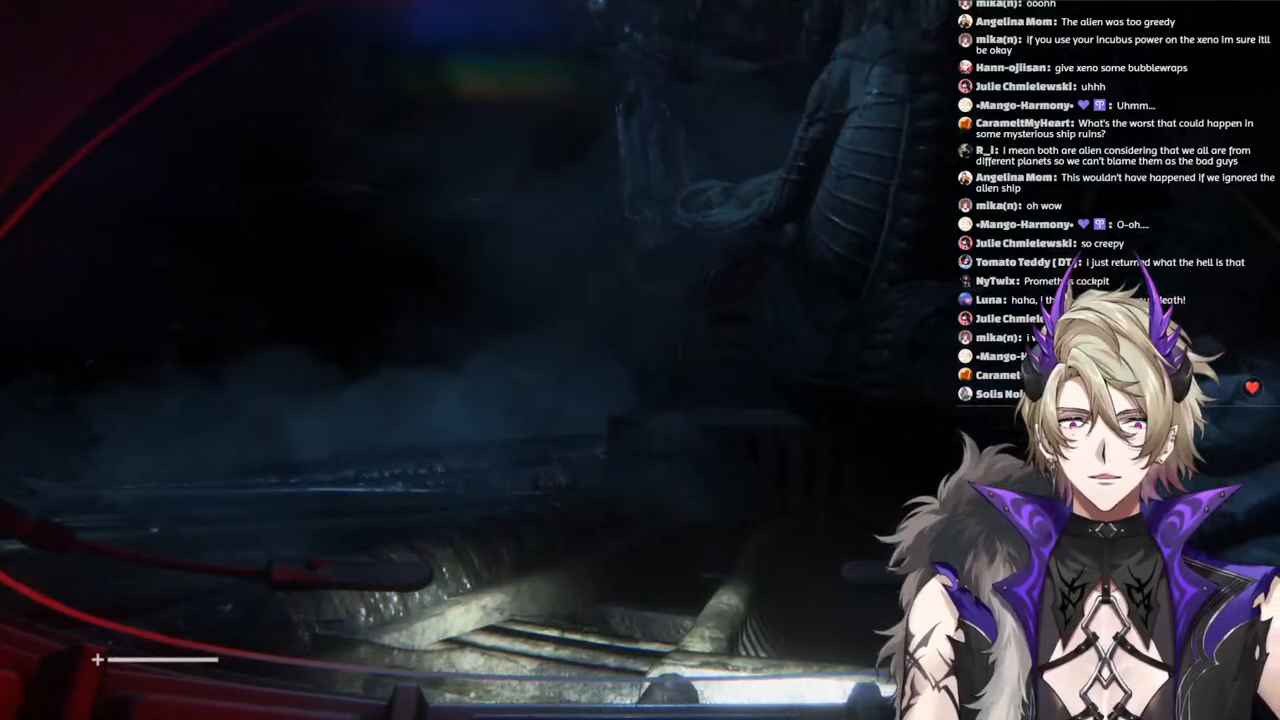 mika(n): ooohh
Angelina Mom: The alien was too greedy
mika(n): if you use your incubus power on the xeno im sure itll
be okay
Hann-ojisan: give xeno some bubblewraps
Julie Chmielewski: uhhh
•Mango-Harmony• 💜 ♈: Uhmm...
CarameltMyHeart: What's the worst that could happen in
some mysterious ship ruins?
R_i: I mean both are alien considering that we all are from
different planets so we can't blame them as the bad guys
Angelina Mom: This wouldn't have happened if we ignored the
alien ship
mika(n): oh wow
•Mango-Harmony• 💜 ♈: O-oh....
Julie Chmielewski: so creepy
Tomato Teddy ( DT ): i just returned what the hell is that
NyTwix: cockpit
Luna: haha, i death!
Julie
mika(n):
Caramel
Solis